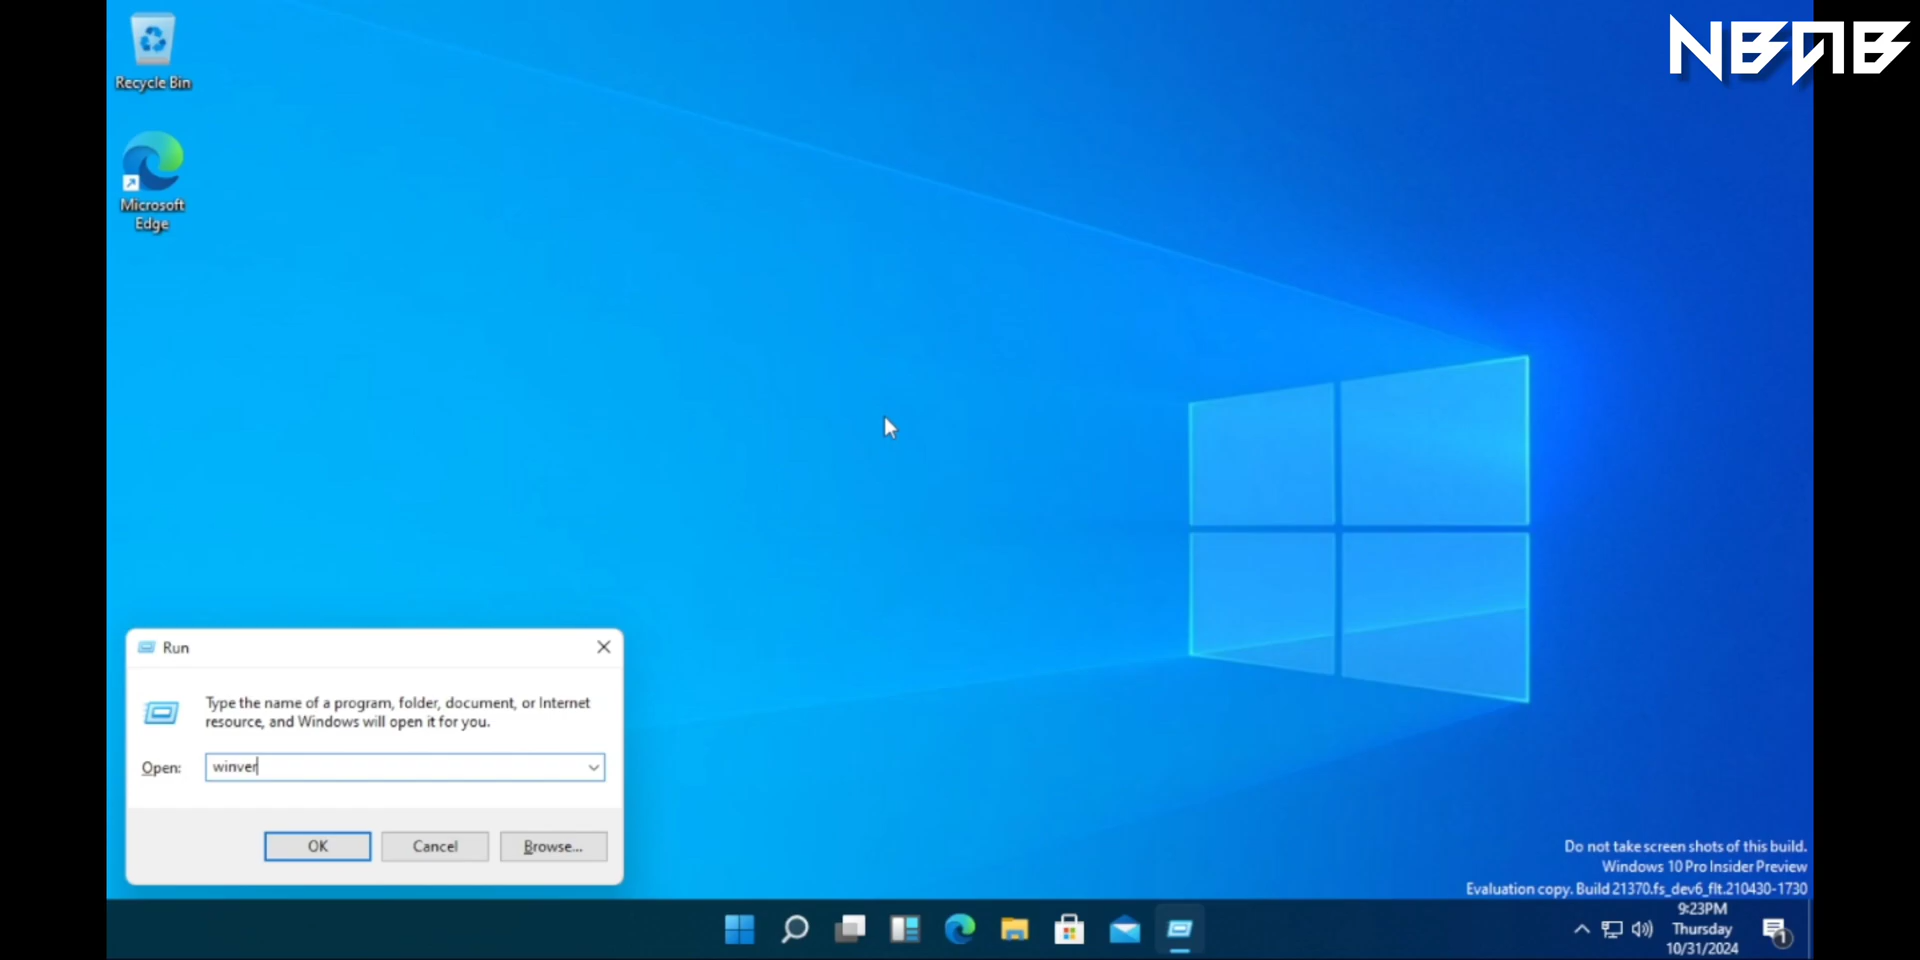 NBAB
Recycle Bin
Microsoft
Edge
Run
Type the name of a program, folder, document, or Internet
resource, and Windows will open it for you.
Open:
winver
OK
Cancel
Browse...
Do not take screen shots of this build.
Windows 10 Pro Insider Preview
Evaluation copy. Build 21370.fs_dev6_flt.210430-1730
9:23PM
Thursday
10/31/2024
1